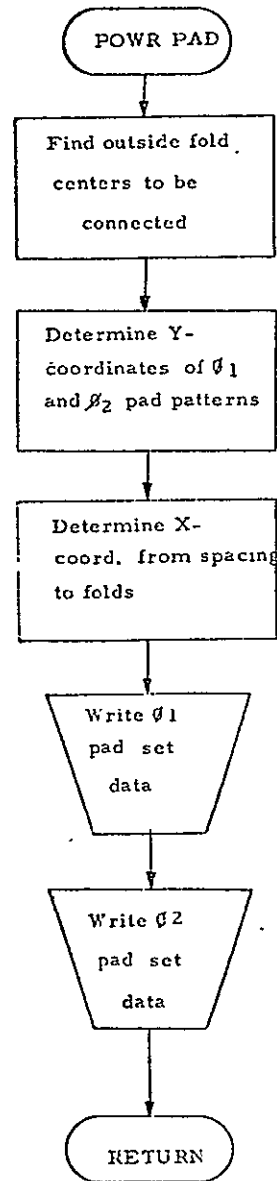 POWR PAD
Find outside fold
centers to be
connected
Determine Y-
coordinates of Ø1
and Ø2 pad patterns
Determine X-
coord. from spacing
to folds
Write Ø1
pad set
data
Write Ø2
pad set
data
RETURN